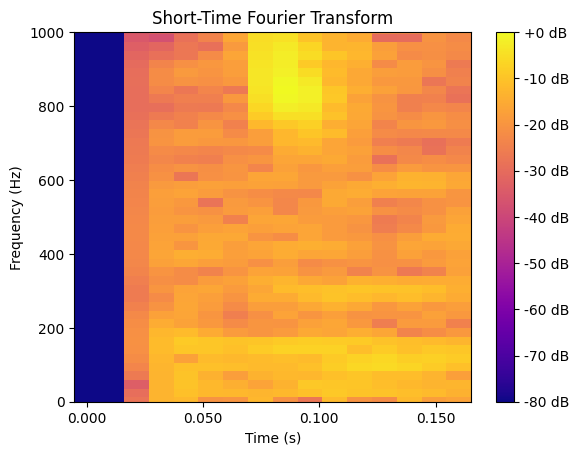 Short-Time Fourier Transform
1000
800
600
400
200
0
Frequency (Hz)
0.000
0.050
0.100
0.150
Time (s)
+0 dB
-10 dB
-20 dB
-30 dB
-40 dB
-50 dB
-60 dB
-70 dB
-80 dB